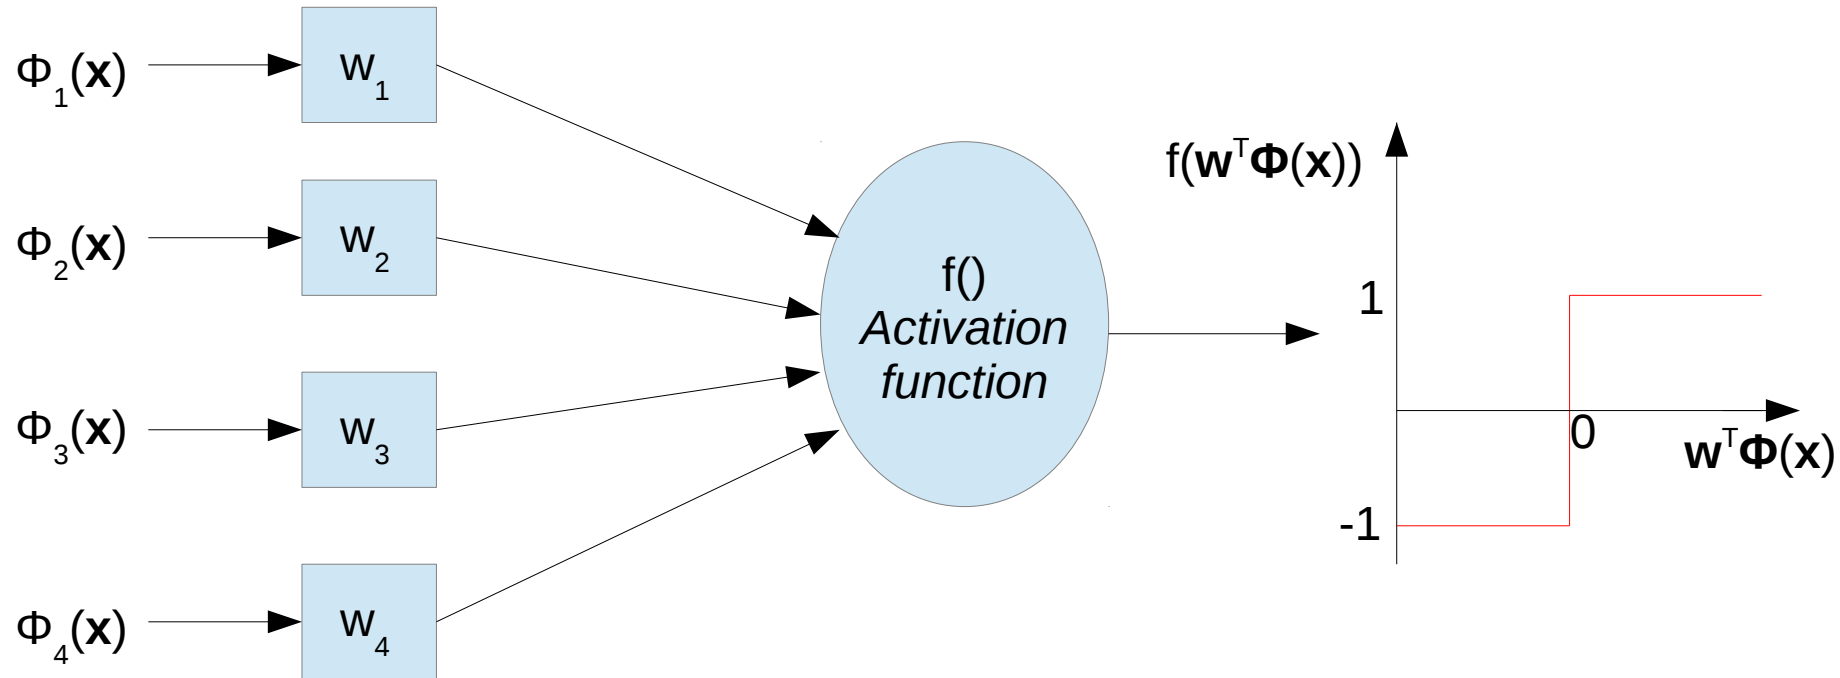 Φ₁(x)
w₁
Φ₂(x)
w₂
Φ₃(x)
w₃
Φ₄(x)
w₄
f()
Activation
function
f(wᵀΦ(x))
1
0
-1
wᵀΦ(x)